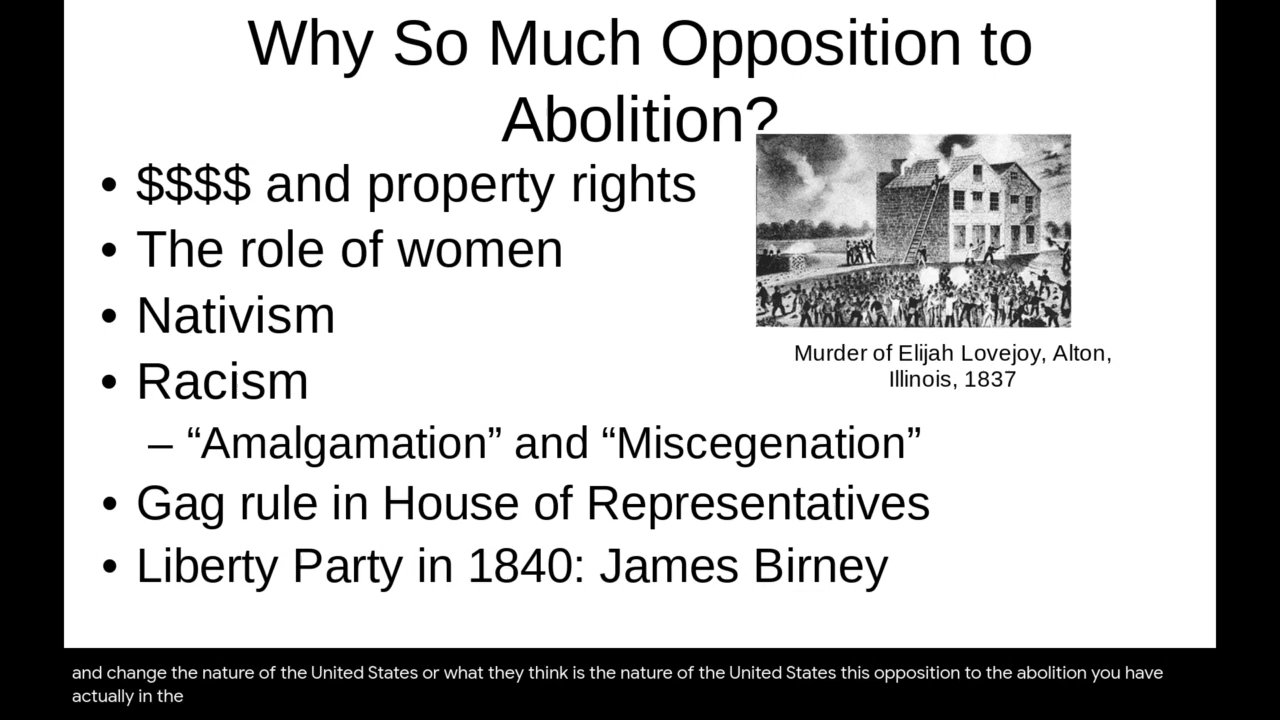 Why So Much Opposition to
Abolition?
• $$$$ and property rights
• The role of women
• Nativism
• Racism
– “Amalgamation” and “Miscegenation”
• Gag rule in House of Representatives
• Liberty Party in 1840: James Birney
Murder of Elijah Lovejoy, Alton,
Illinois, 1837
and change the nature of the United States or what they think is the nature of the United States this opposition to the abolition you have
actually in the